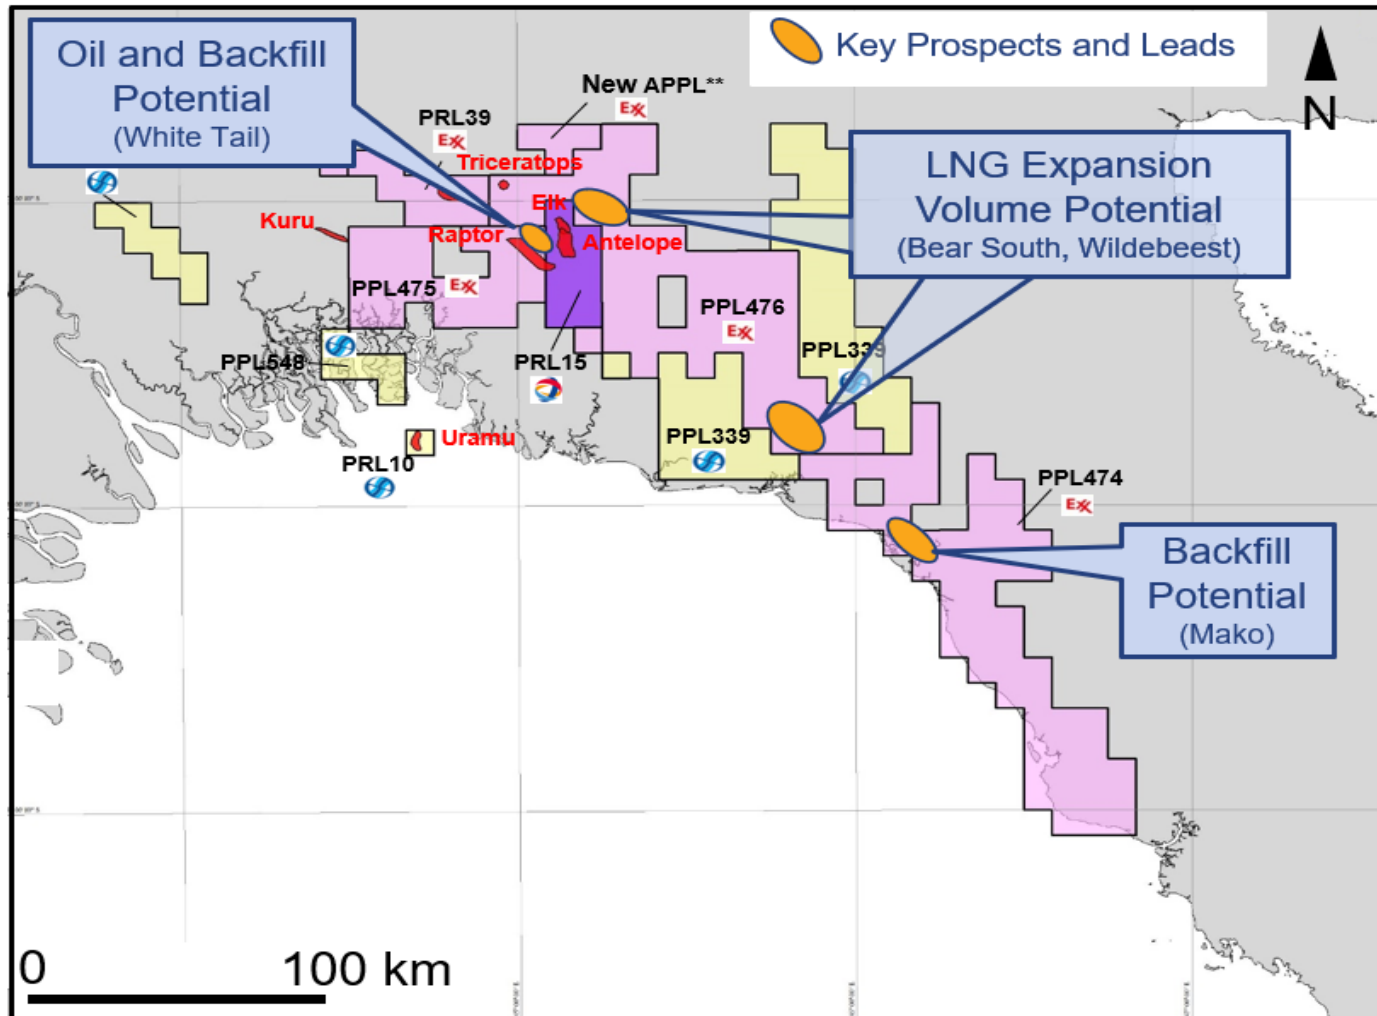 Oil and Backfill
Potential
(White Tail)
Key Prospects and Leads
N
New APPL**
PRL39
Triceratops
LNG Expansion
Volume Potential
(Bear South, Wildebeest)
Elk
Kuru
Raptor
Antelope
PPL475
PPL476
PPL548
PRL15
PPL339
PPL339
Uramu
PRL10
PPL474
Backfill
Potential
(Mako)
0
100 km